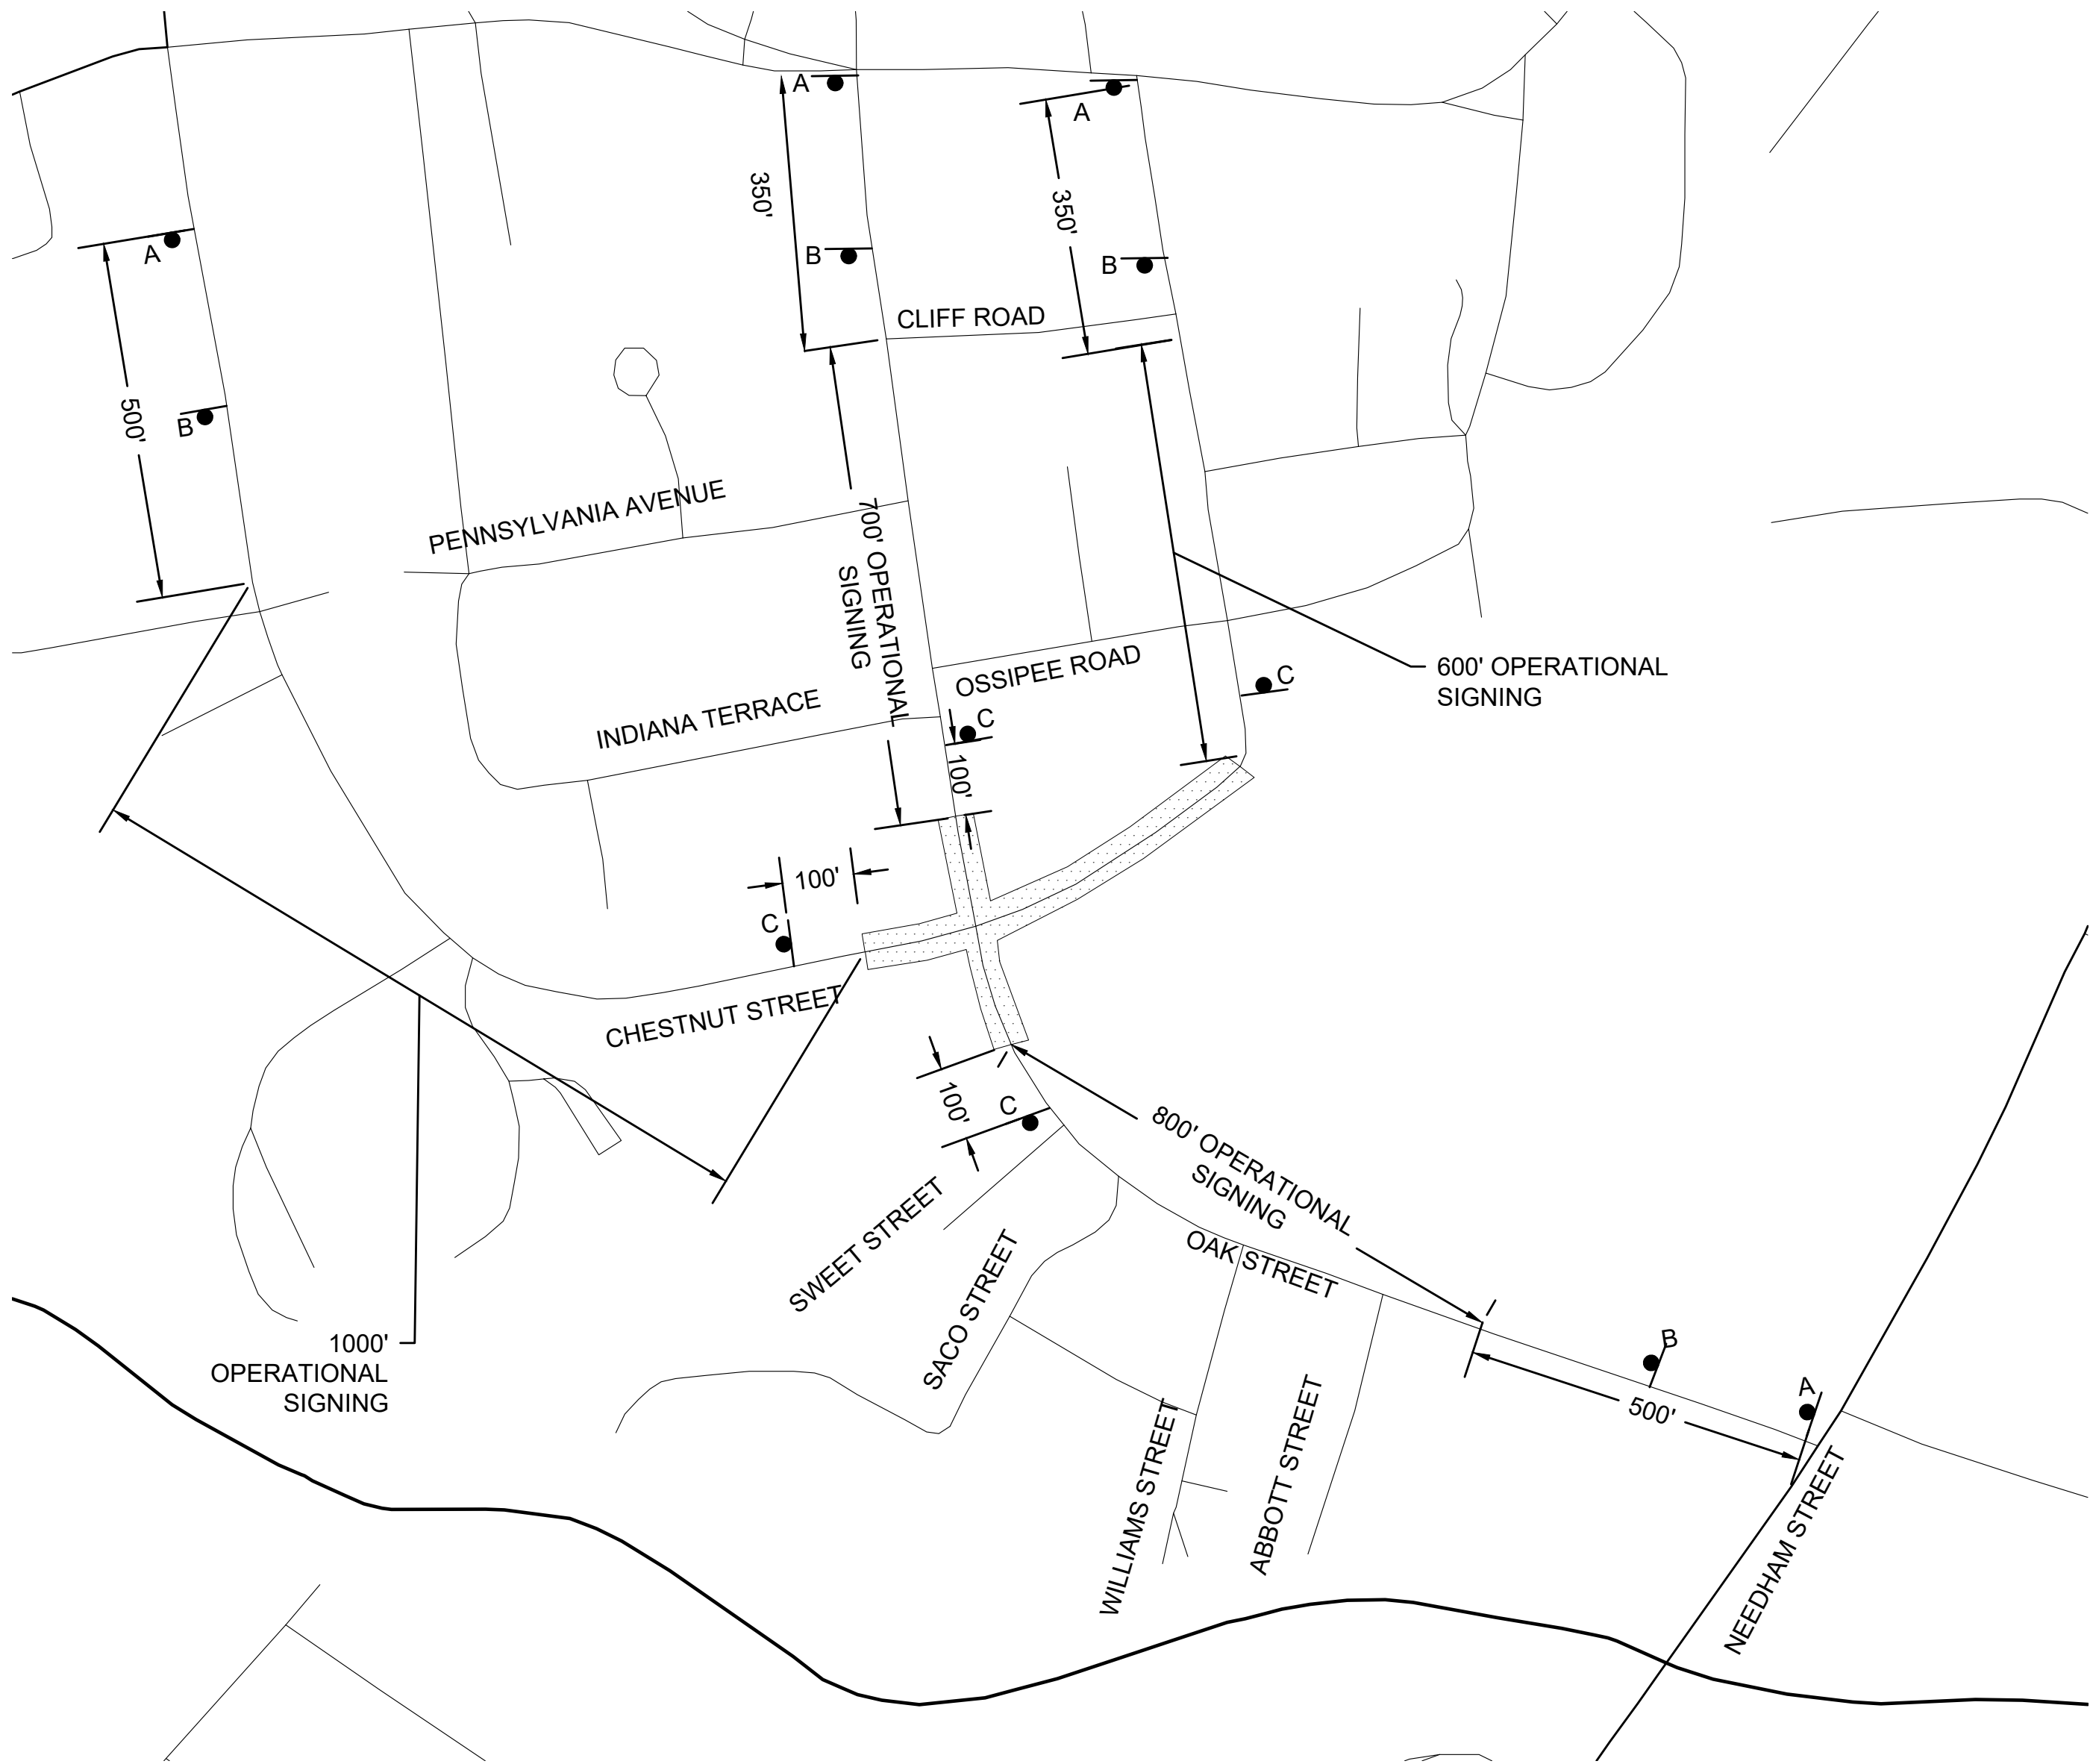 A
A
350'
350'
A
B
B
CLIFF ROAD
500'
B
PENNSYLVANIA AVENUE
700' OPERATIONAL
SIGNING
OSSIPEE ROAD
600' OPERATIONAL
SIGNING
C
INDIANA TERRACE
C
100'
100'
C
CHESTNUT STREET
100'
C
800' OPERATIONAL
SIGNING
SWEET STREET
SACO STREET
OAK STREET
1000'
OPERATIONAL
SIGNING
B
A
500'
WILLIAMS STREET
ABBOTT STREET
NEEDHAM STREET